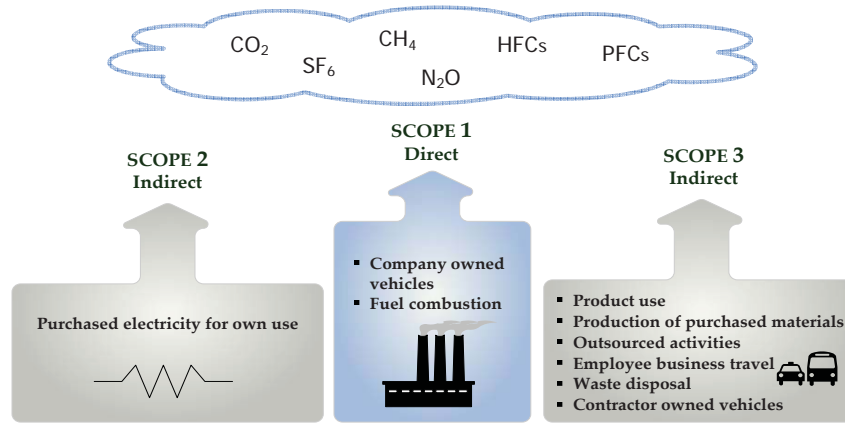 CO₂
SF₆
CH₄
N₂O
HFCs
PFCs
SCOPE 2
Indirect
Purchased electricity for own use
SCOPE 1
Direct
▪ Company owned
vehicles
▪ Fuel combustion
SCOPE 3
Indirect
▪ Product use
▪ Production of purchased materials
▪ Outsourced activities
▪ Employee business travel
▪ Waste disposal
▪ Contractor owned vehicles